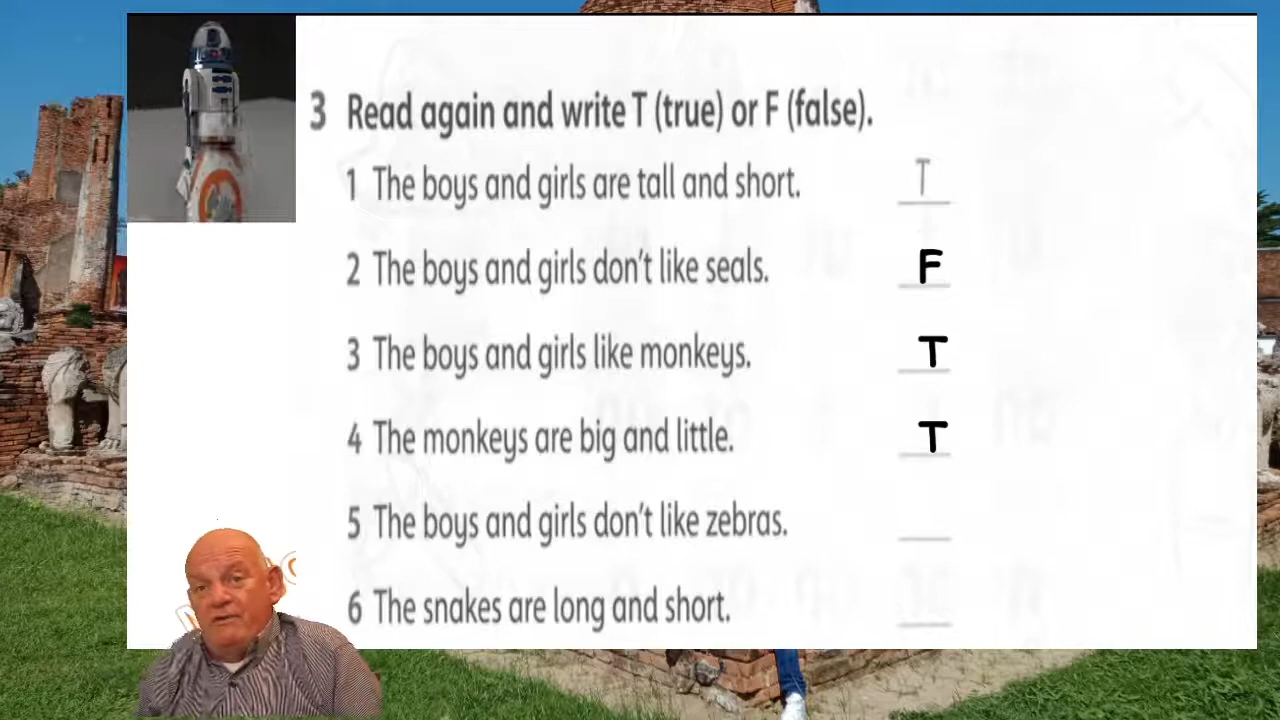 3 Read again and write T (true) or F (false).
1 The boys and girls are tall and short. T
2 The boys and girls don't like seals. F
3 The boys and girls like monkeys. T
4 The monkeys are big and little. T
5 The boys and girls don't like zebras.
6 The snakes are long and short.